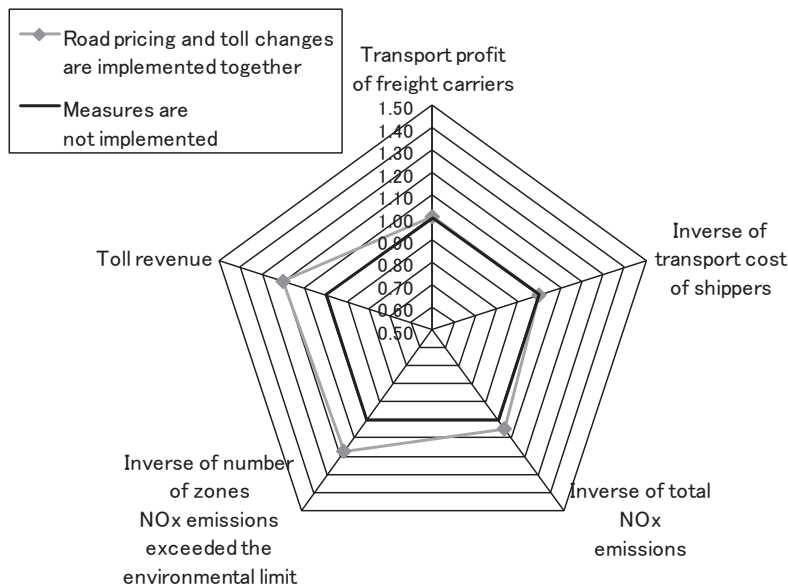 Road pricing and toll changes
are implemented together
Measures are
not implemented
Transport profit
of freight carriers
1.50
1.40
1.30
1.20
1.10
1.00
0.90
0.80
0.70
0.60
0.50
Toll revenue
Inverse of
transport cost
of shippers
Inverse of number
of zones
NOx emissions
exceeded the
environmental limit
Inverse of total
NOx
emissions